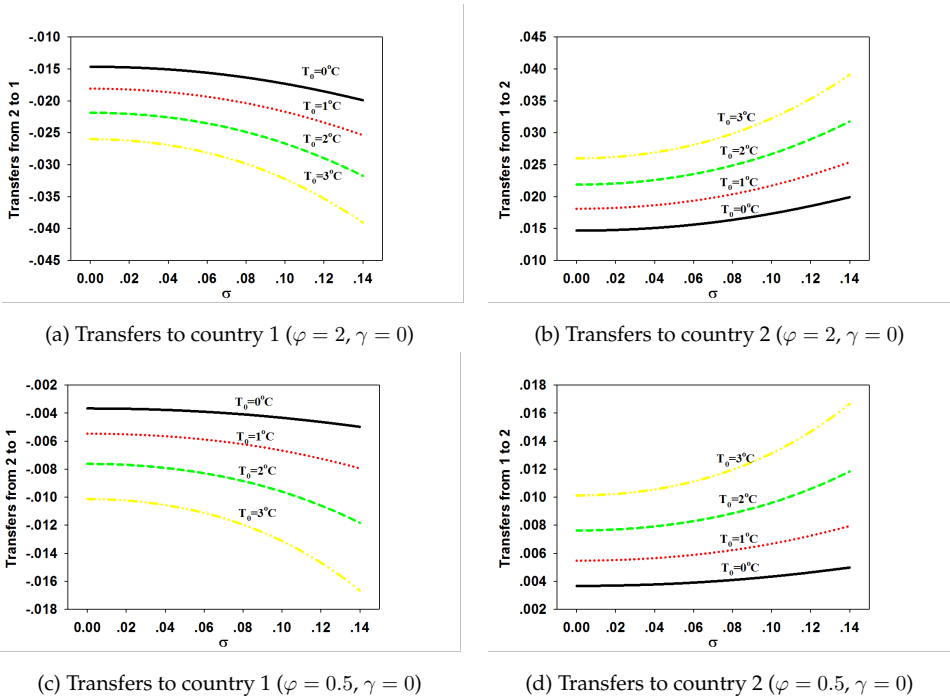 -.010
-.015
-.020
-.025
-.030
-.035
-.040
-.045
Transfers from 2 to 1
T₀=0°C
T₀=1°C
T₀=2°C
T₀=3°C
0.00 .02 .04 .06 .08 .10 .12 .14
σ
(a) Transfers to country 1 (φ = 2, γ = 0)
.045
.040
.035
.030
.025
.020
.015
.010
Transfers from 1 to 2
T₀=3°C
T₀=2°C
T₀=1°C
T₀=0°C
0.00 .02 .04 .06 .08 .10 .12 .14
σ
(b) Transfers to country 2 (φ = 2, γ = 0)
-.002
-.004
-.006
-.008
-.010
-.012
-.014
-.016
-.018
Transfers from 2 to 1
T₀=0°C
T₀=1°C
T₀=2°C
T₀=3°C
0.00 .02 .04 .06 .08 .10 .12 .14
σ
(c) Transfers to country 1 (φ = 0.5, γ = 0)
.018
.016
.014
.012
.010
.008
.006
.004
.002
Transfers from 1 to 2
T₀=3°C
T₀=2°C
T₀=1°C
T₀=0°C
0.00 .02 .04 .06 .08 .10 .12 .14
σ
(d) Transfers to country 2 (φ = 0.5, γ = 0)